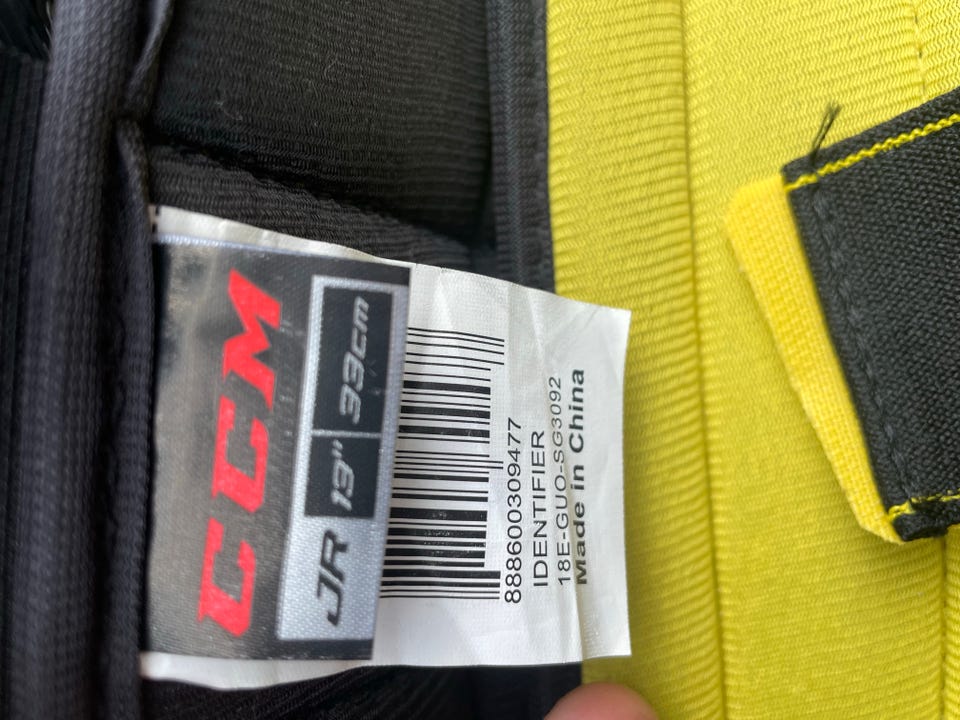 CCM
JR 13" 33cm
888600309477
IDENTIFIER
18E-GUO-SG3092
Made in China